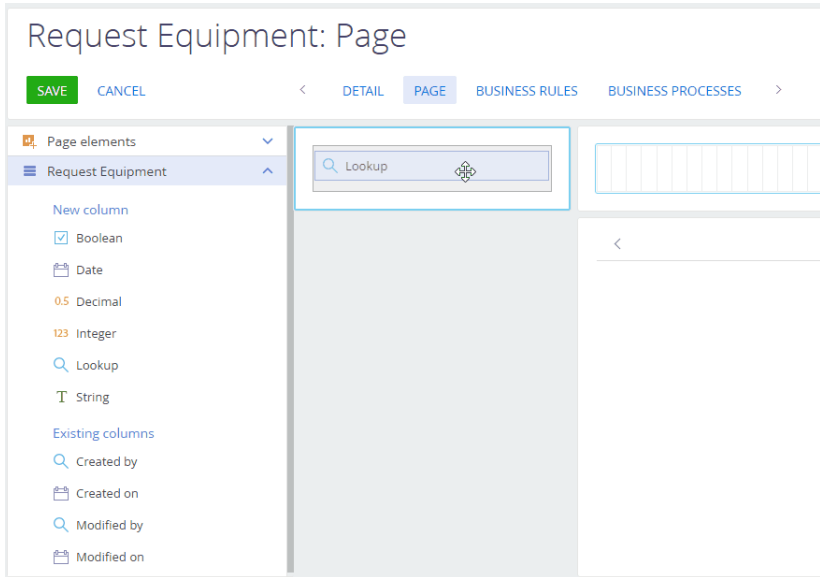 Request Equipment: Page
SAVE CANCEL DETAIL PAGE BUSINESS RULES BUSINESS PROCESSES
Page elements
Request Equipment
New column
Boolean
Date
0.5 Decimal
123 Integer
Lookup
T String
Existing columns
Created by
Created on
Modified by
Modified on
Lookup